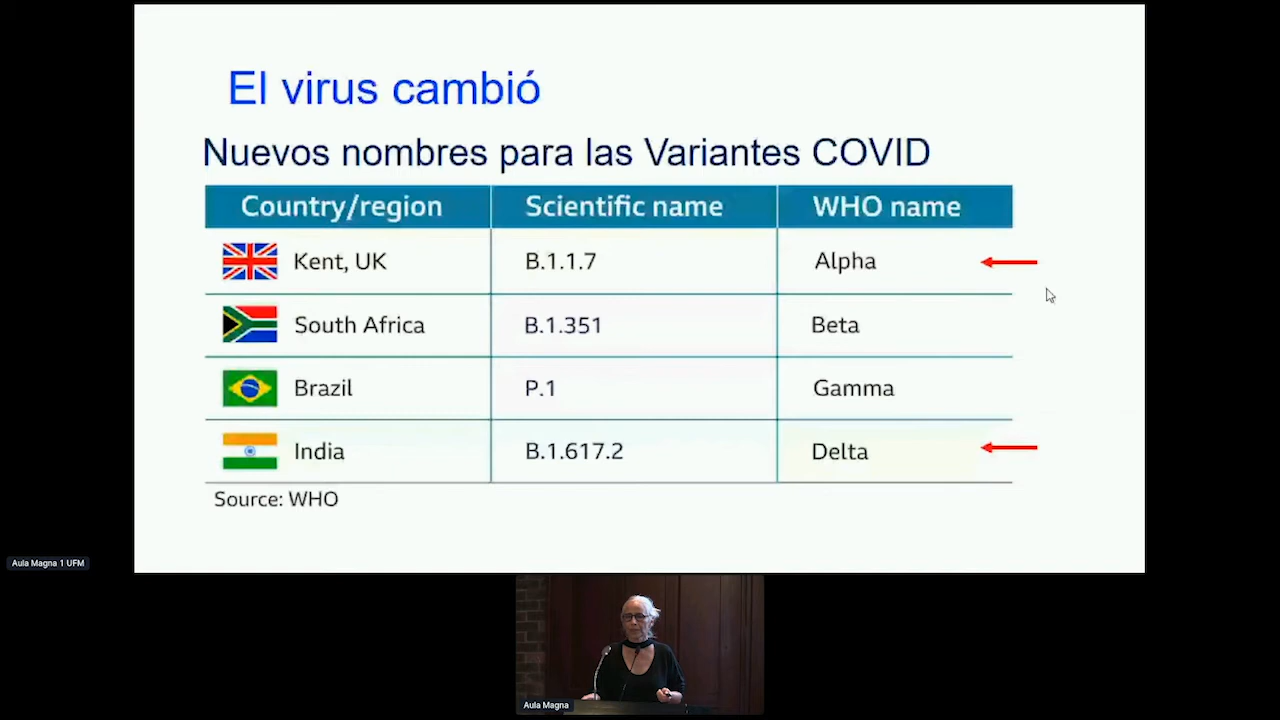 El virus cambió
Nuevos nombres para las Variantes COVID
Country/region Scientific name WHO name
Kent, UK B.1.1.7 Alpha
South Africa B.1.351 Beta
Brazil P.1 Gamma
India B.1.617.2 Delta
Source: WHO
Aula Magna 1 UFM
Aula Magna